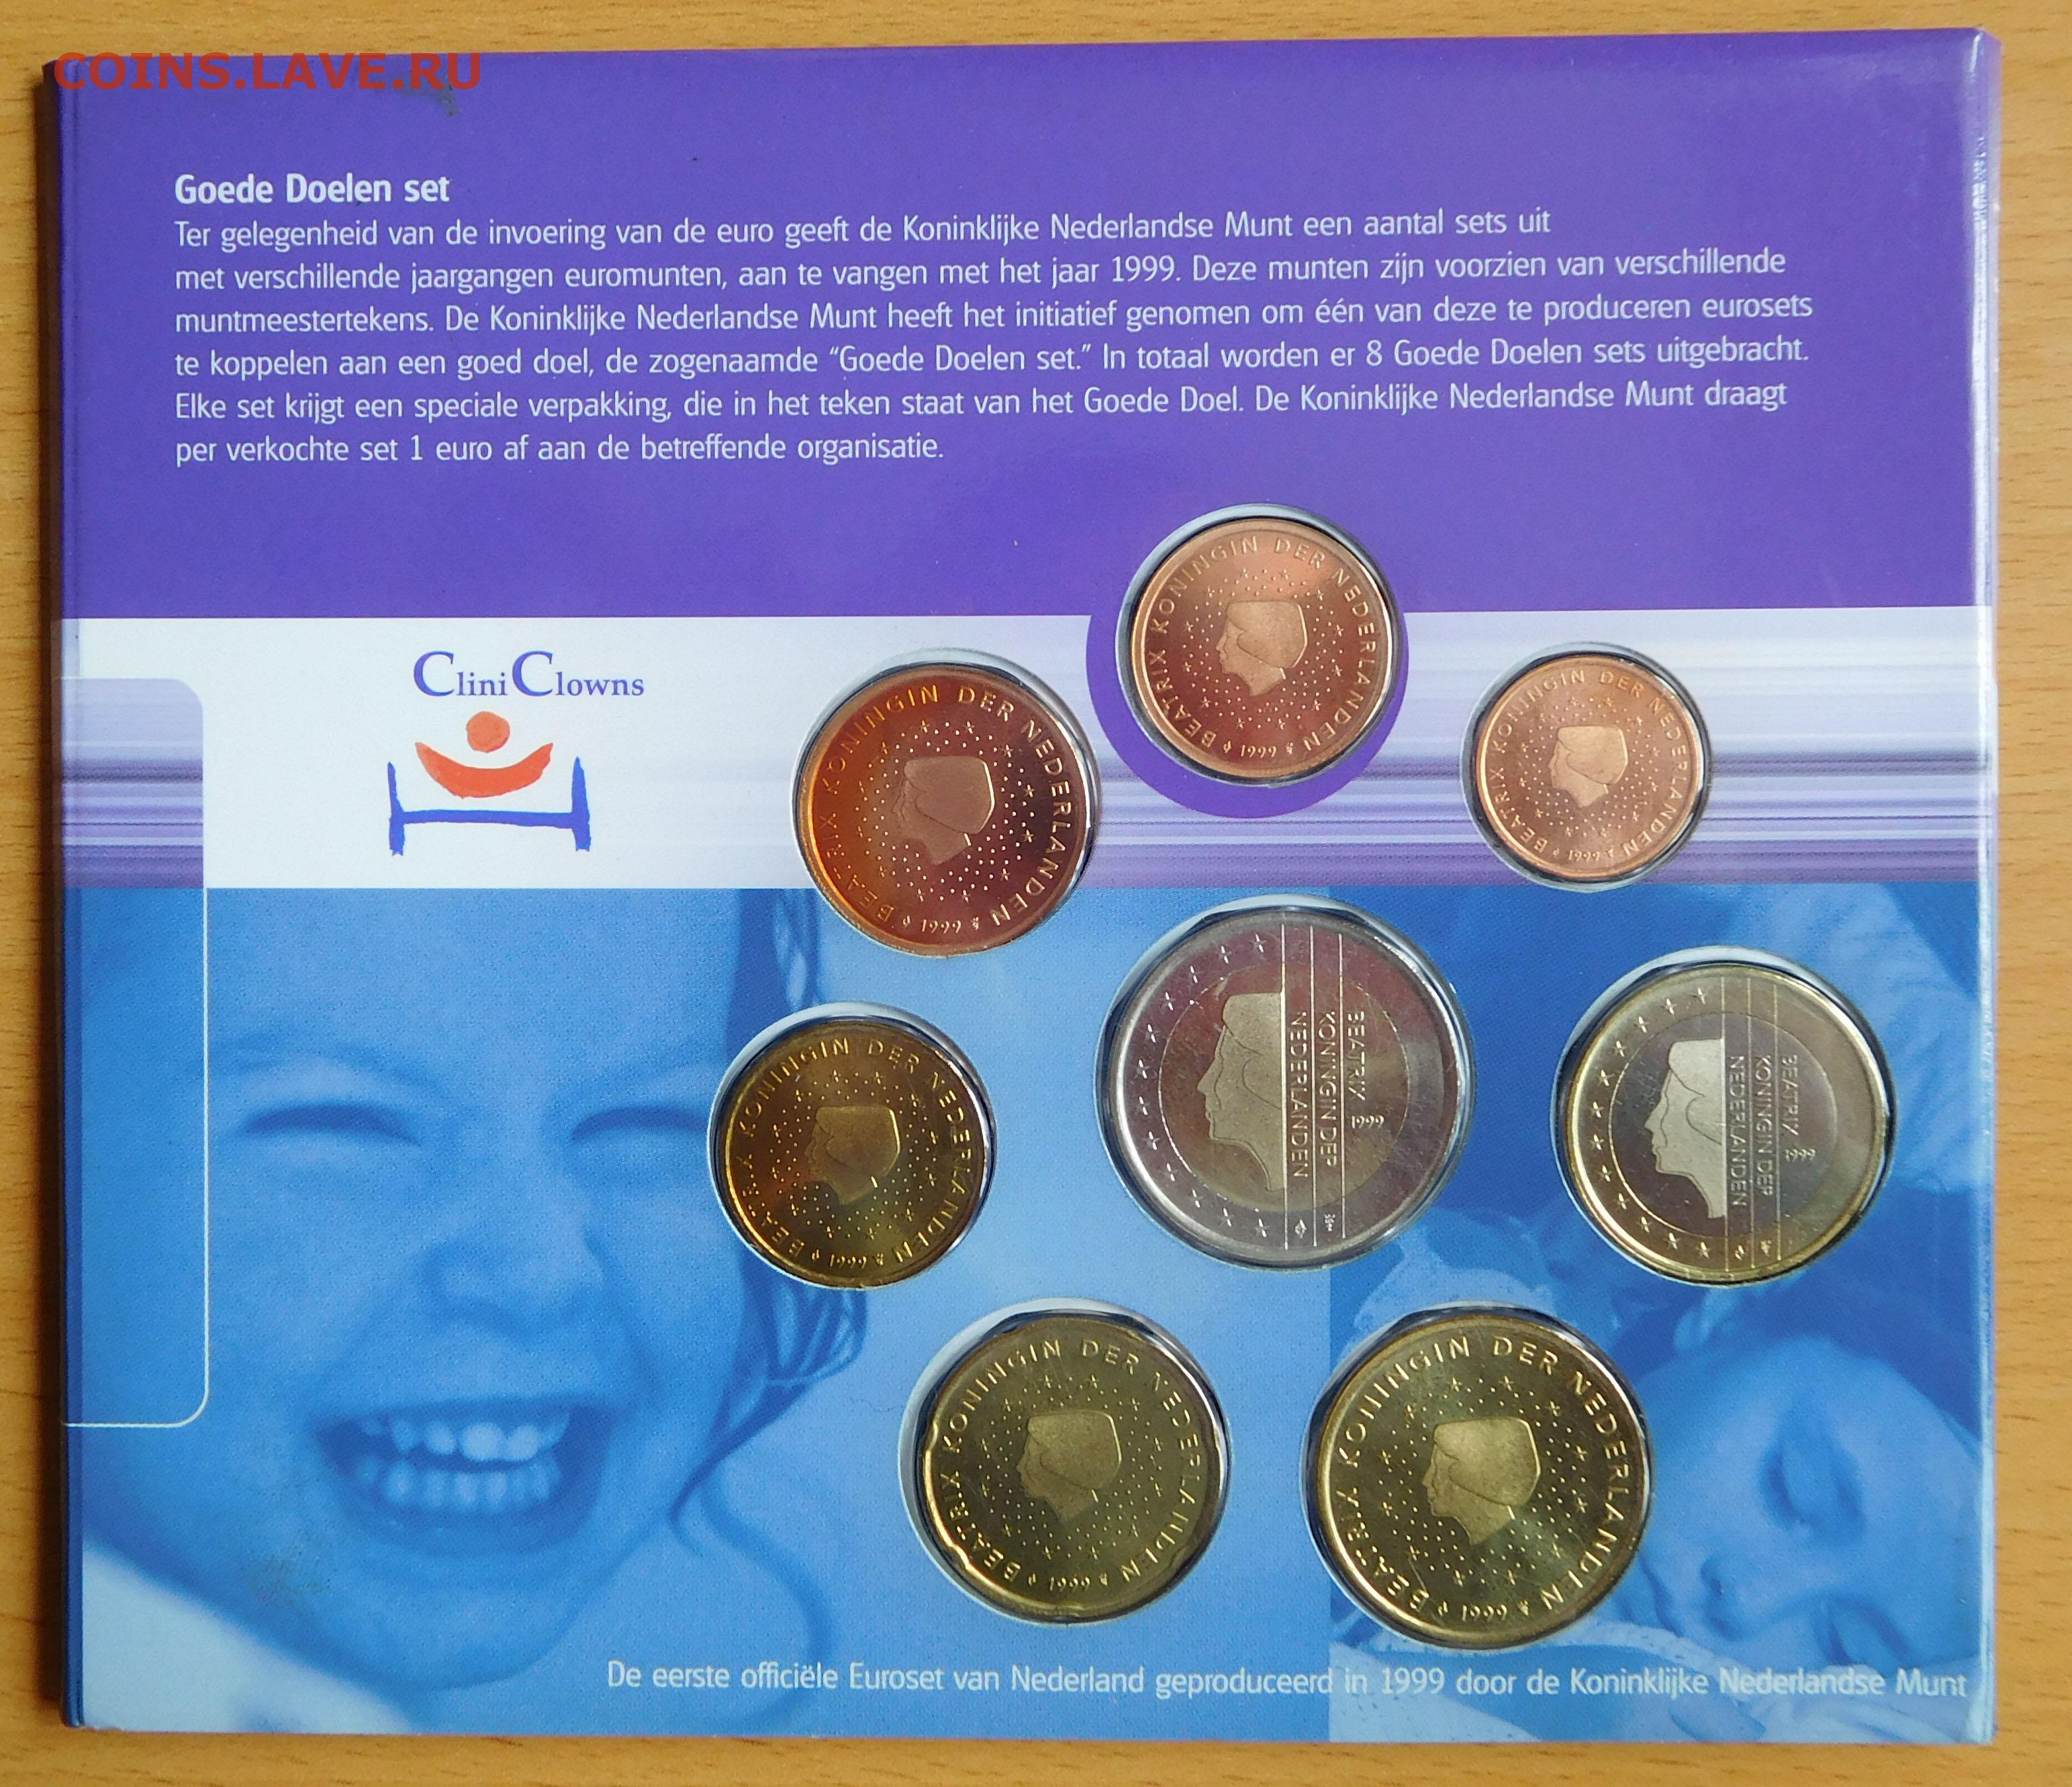 COINS.LAVE.RU
Goede Doelen set
Ter gelegenheid van de invoering van de euro geeft de Koninklijke Nederlandse Munt een aantal sets uit
met verschillende jaargangen euromunten, aan te vangen met het jaar 1999. Deze munten zijn voorzien van verschillende
muntmeestertekens. De Koninklijke Nederlandse Munt heeft het initiatief genomen om één van deze te produceren eurosets
te koppelen aan een goed doel, de zogenaamde “Goede Doelen set.” In totaal worden er 8 Goede Doelen sets uitgebracht.
Elke set krijgt een speciale verpakking, die in het teken staat van het Goede Doel. De Koninklijke Nederlandse Munt draagt
per verkochte set 1 euro af aan de betreffende organisatie.
CliniClowns
BEATRIX KONINGIN DER NEDERLANDEN 1999
BEATRIX KONINGIN DER NEDERLANDEN 1999
BEATRIX KONINGIN DER NEDERLANDEN 1999
BEATRIX KONINGIN DER NEDERLANDEN 1999
BEATRIX 1999
KONINGIN DER
NEDERLANDEN
BEATRIX 1999
KONINGIN DER
NEDERLANDEN
BEATRIX KONINGIN DER NEDERLANDEN 1999
BEATRIX KONINGIN DER NEDERLANDEN 1999
De eerste officiële Euroset van Nederland geproduceerd in 1999 door de Koninklijke Nederlandse Munt